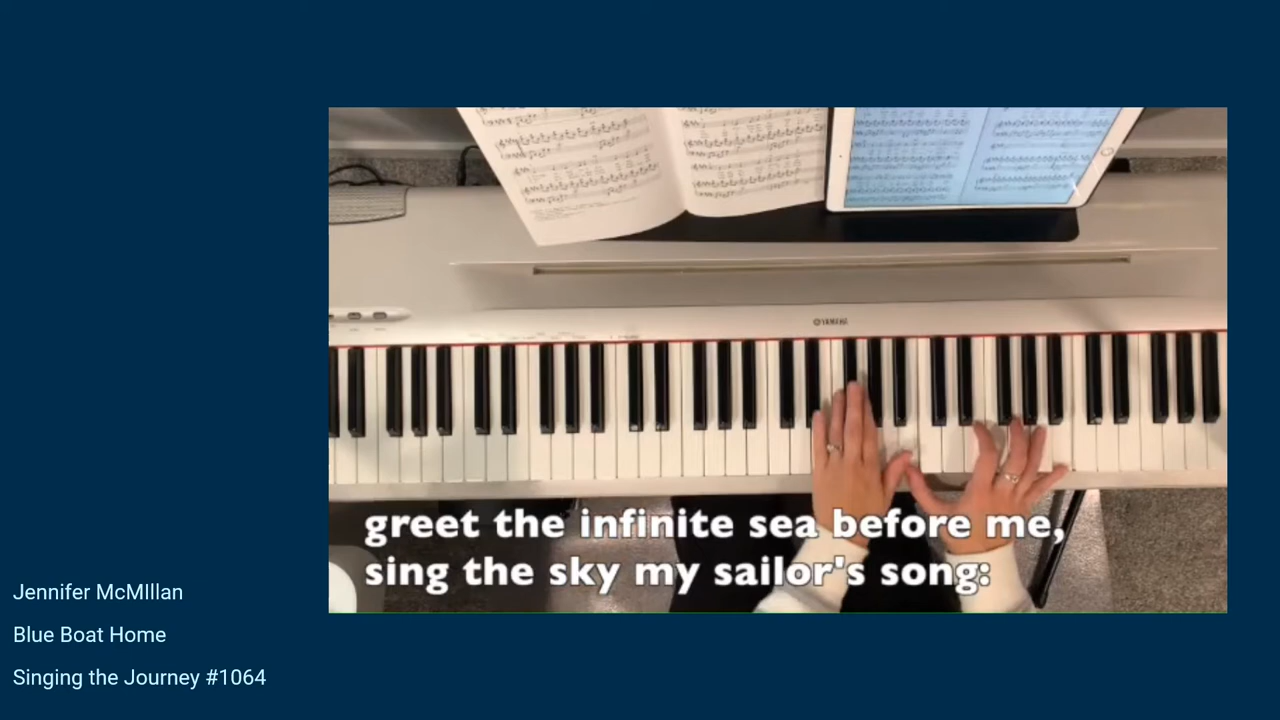 YAMAHA
greet the infinite sea before me,
sing the sky my sailor's song:
Jennifer McMIllan
Blue Boat Home
Singing the Journey #1064